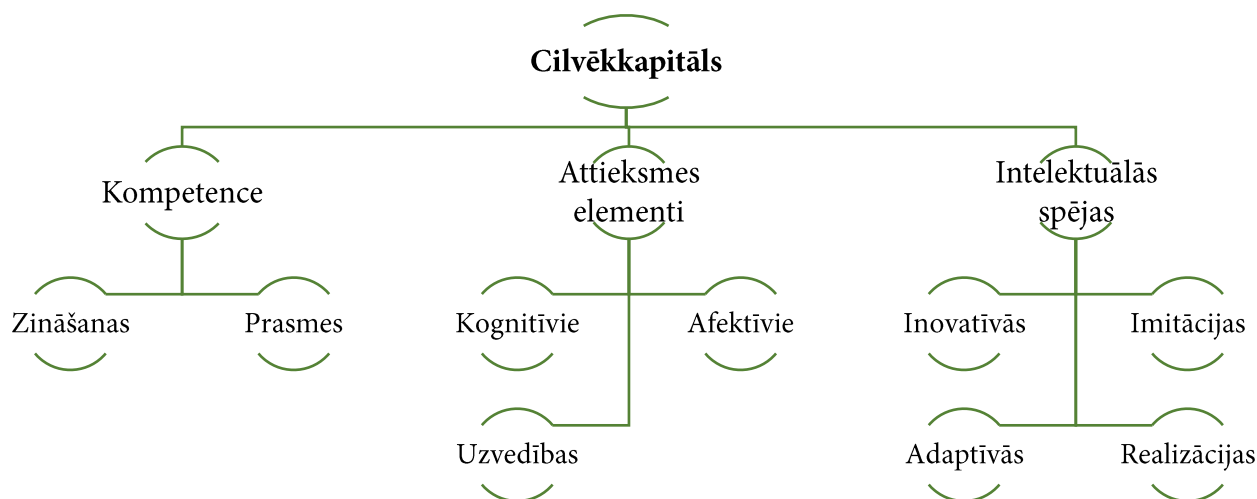 Cilvēkkapitāls
Kompetence
Attieksmes
elementi
Intelektuālās
spējas
Zināšanas
Prasmes
Kognitīvie
Afektīvie
Inovatīvās
Imitācijas
Uzvedības
Adaptīvās
Realizācijas